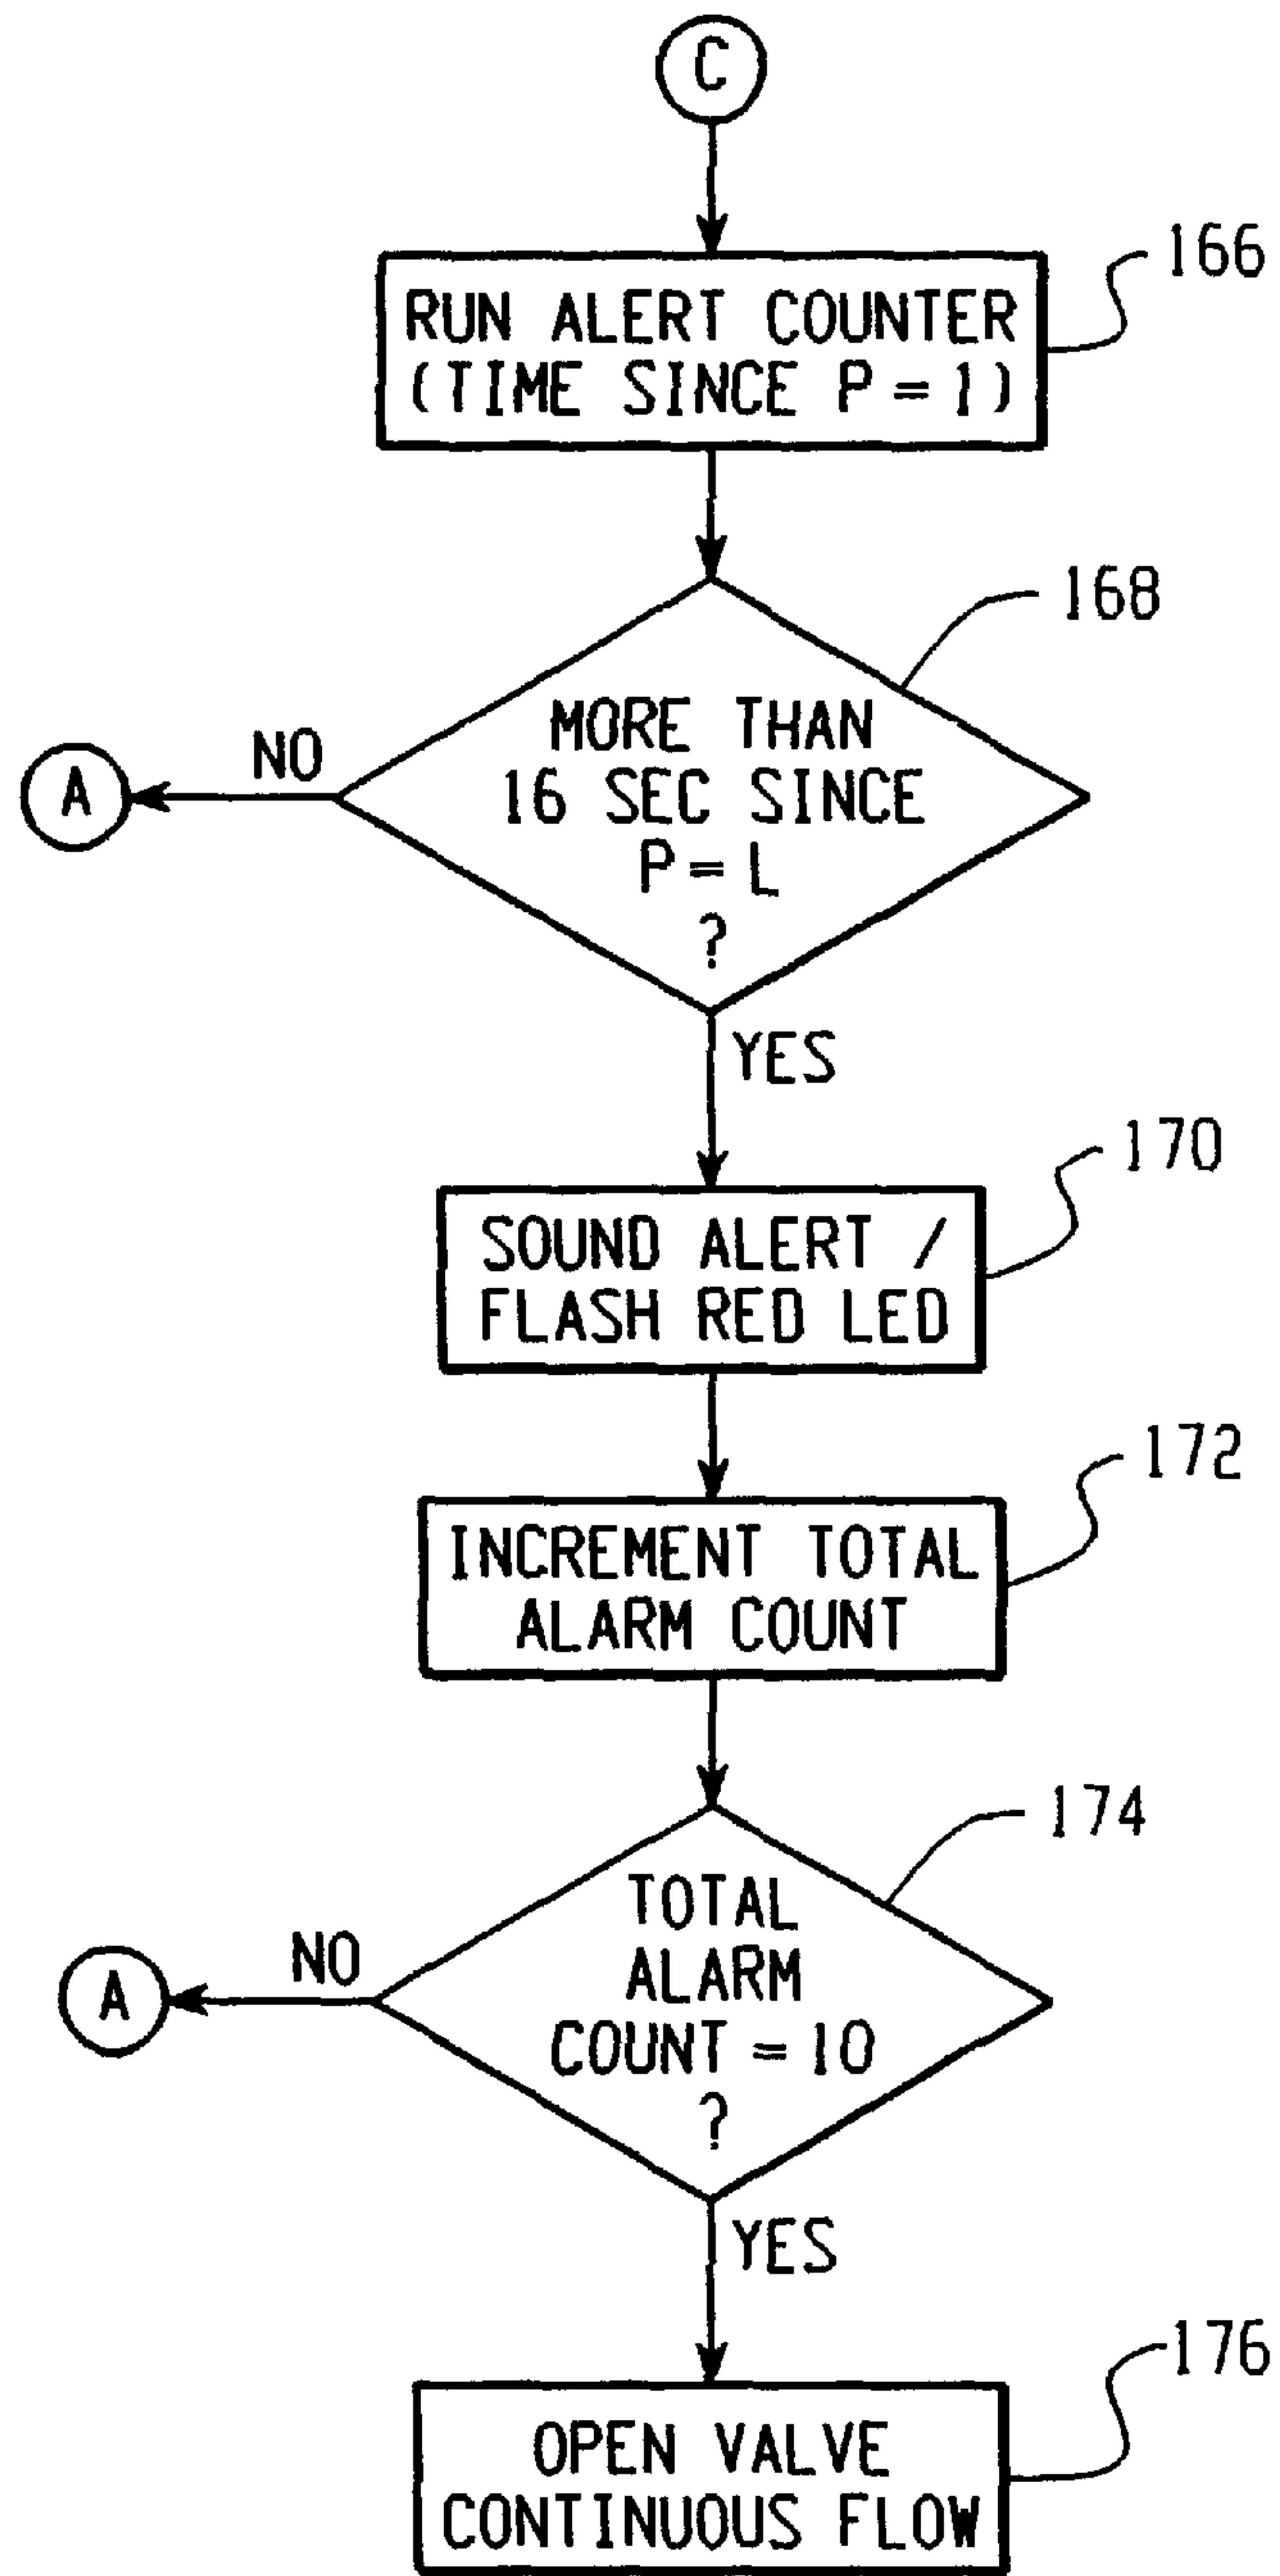 C
166
RUN ALERT COUNTER
(TIME SINCE P = 1)
168
MORE THAN
16 SEC SINCE
P = L
?
NO
A
YES
170
SOUND ALERT /
FLASH RED LED
172
INCREMENT TOTAL
ALARM COUNT
174
TOTAL
ALARM
COUNT = 10
?
NO
A
YES
176
OPEN VALVE
CONTINUOUS FLOW